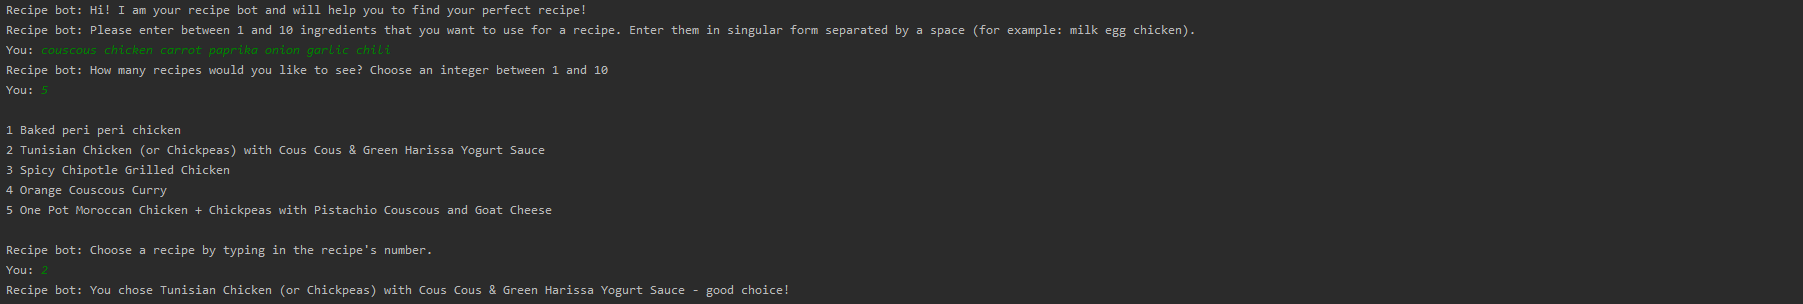 Recipe bot: Hi! I am your recipe bot and will help you to find your perfect recipe!
Recipe bot: Please enter between 1 and 10 ingredients that you want to use for a recipe. Enter them in singular form separated by a space (for example: milk egg chicken).
You: couscous chicken carrot paprika onion garlic chili
Recipe bot: How many recipes would you like to see? Choose an integer between 1 and 10
You: 5
1 Baked peri peri chicken
2 Tunisian Chicken (or Chickpeas) with Cous Cous & Green Harissa Yogurt Sauce
3 Spicy Chipotle Grilled Chicken
4 Orange Couscous Curry
5 One Pot Moroccan Chicken + Chickpeas with Pistachio Couscous and Goat Cheese
Recipe bot: Choose a recipe by typing in the recipe's number.
You: 2
Recipe bot: You chose Tunisian Chicken (or Chickpeas) with Cous Cous & Green Harissa Yogurt Sauce - good choice!